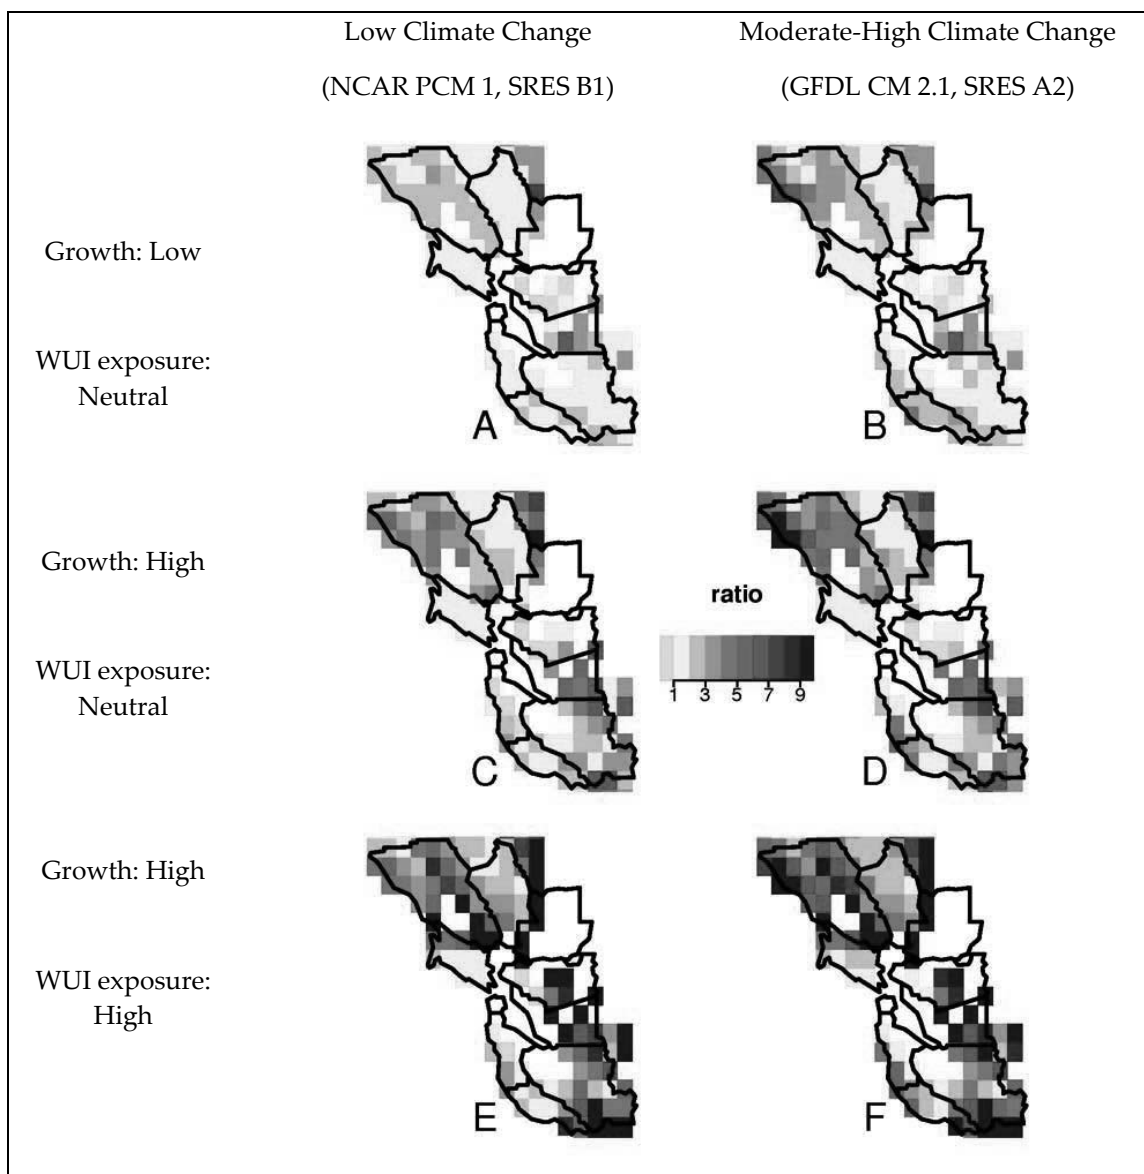 Low Climate Change
(NCAR PCM 1, SRES B1)
Moderate-High Climate Change
(GFDL CM 2.1, SRES A2)
Growth: Low
WUI exposure:
Neutral
A
B
Growth: High
WUI exposure:
Neutral
C
ratio
1 3 5 7 9
D
Growth: High
WUI exposure:
High
E
F